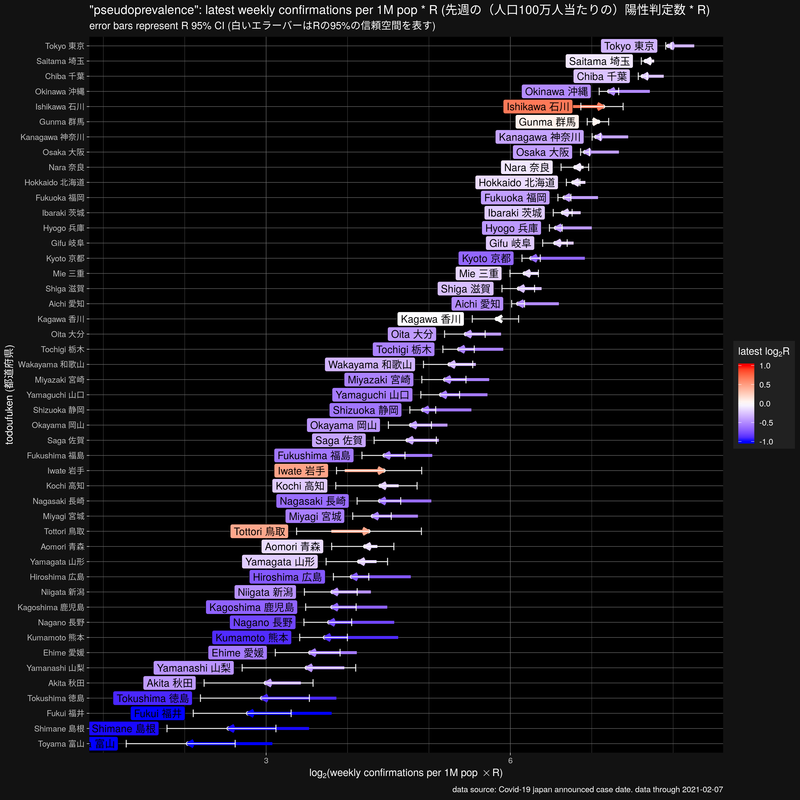 "pseudoprevalence": latest weekly confirmations per 1M pop * R (先週の（人口100万人当たりの）陽性判定数 * R)
error bars represent R 95% CI (白いエラーバーはRの95%の信頼空間を表す)
todoufuken (都道府県)
Tokyo 東京 Tokyo 東京
Saitama 埼玉 Saitama 埼玉
Chiba 千葉 Chiba 千葉
Okinawa 沖縄 Okinawa 沖縄
Ishikawa 石川 Ishikawa 石川
Gunma 群馬 Gunma 群馬
Kanagawa 神奈川 Kanagawa 神奈川
Osaka 大阪 Osaka 大阪
Nara 奈良 Nara 奈良
Hokkaido 北海道 Hokkaido 北海道
Fukuoka 福岡 Fukuoka 福岡
Ibaraki 茨城 Ibaraki 茨城
Hyogo 兵庫 Hyogo 兵庫
Gifu 岐阜 Gifu 岐阜
Kyoto 京都 Kyoto 京都
Mie 三重 Mie 三重
Shiga 滋賀 Shiga 滋賀
Aichi 愛知 Aichi 愛知
Kagawa 香川 Kagawa 香川
Oita 大分 Oita 大分
Tochigi 栃木 Tochigi 栃木
Wakayama 和歌山 Wakayama 和歌山
Miyazaki 宮崎 Miyazaki 宮崎
Yamaguchi 山口 Yamaguchi 山口
Shizuoka 静岡 Shizuoka 静岡
Okayama 岡山 Okayama 岡山
Saga 佐賀 Saga 佐賀
Fukushima 福島 Fukushima 福島
Iwate 岩手 Iwate 岩手
Kochi 高知 Kochi 高知
Nagasaki 長崎 Nagasaki 長崎
Miyagi 宮城 Miyagi 宮城
Tottori 鳥取 Tottori 鳥取
Aomori 青森 Aomori 青森
Yamagata 山形 Yamagata 山形
Hiroshima 広島 Hiroshima 広島
Niigata 新潟 Niigata 新潟
Kagoshima 鹿児島 Kagoshima 鹿児島
Nagano 長野 Nagano 長野
Kumamoto 熊本 Kumamoto 熊本
Ehime 愛媛 Ehime 愛媛
Yamanashi 山梨 Yamanashi 山梨
Akita 秋田 Akita 秋田
Tokushima 徳島 Tokushima 徳島
Fukui 福井 Fukui 福井
Shimane 島根 Shimane 島根
Toyama 富山 富山
3 6
log2(weekly confirmations per 1M pop × R)
latest log2R
1.0
0.5
0.0
-0.5
-1.0
data source: Covid-19 japan announced case date. data through 2021-02-07